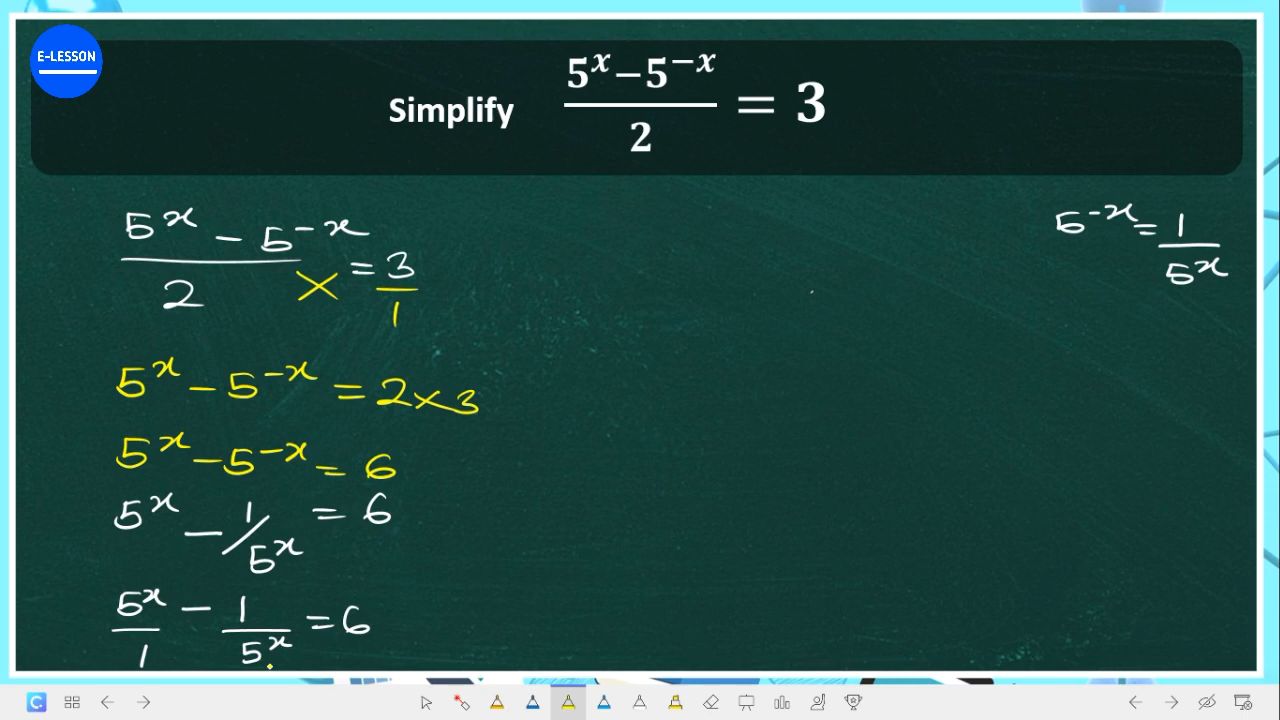 E-LESSON
Simplify (5^x – 5^−x)/2 = 3
(5^x − 5^−x)/2 × = 3/1
5^−x = 1/5^x
5^x − 5^−x = 2×3
5^x − 5^−x = 6
5^x − 1/5^x = 6
5^x/1 − 1/5^x = 6